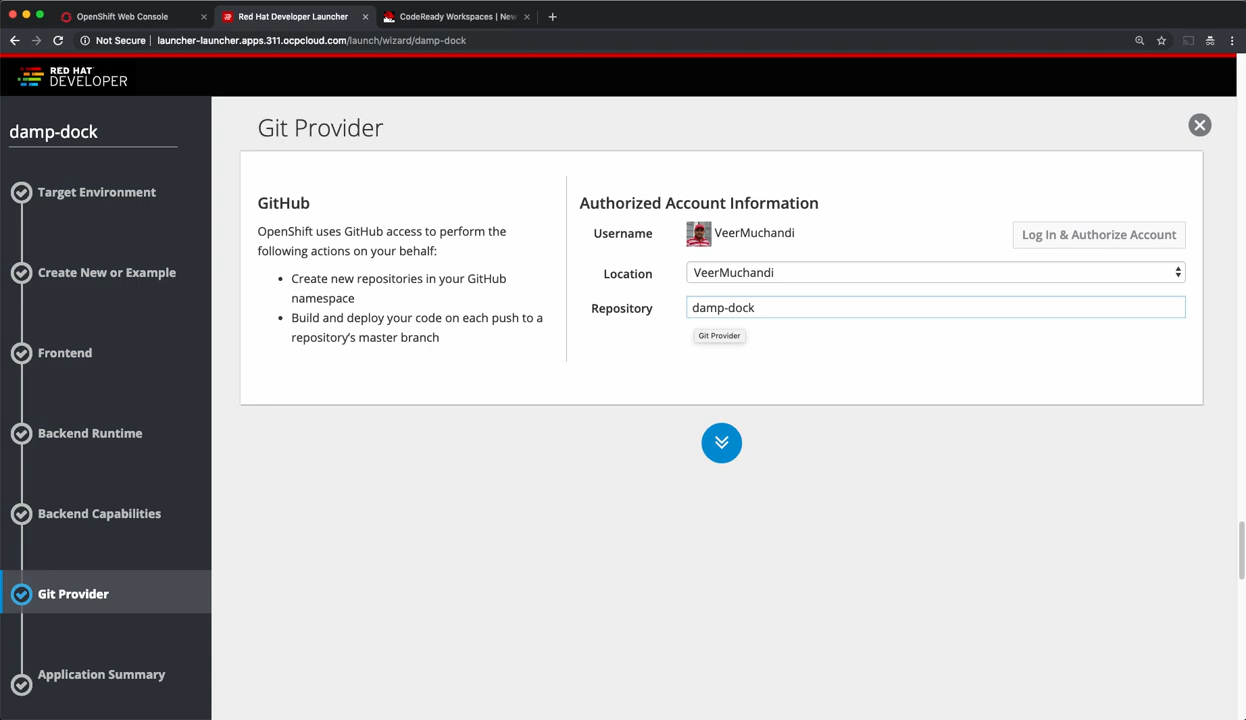 OpenShift Web Console
Red Hat Developer Launcher
CodeReady Workspaces | New
Not Secure | launcher-launcher.apps.311.ocpcloud.com/launch/wizard/damp-dock
RED HAT
DEVELOPER
damp-dock
Target Environment
Create New or Example
Frontend
Backend Runtime
Backend Capabilities
Git Provider
Application Summary
Git Provider
GitHub
OpenShift uses GitHub access to perform the
following actions on your behalf:
• Create new repositories in your GitHub
namespace
• Build and deploy your code on each push to a
repository's master branch
Authorized Account Information
Username VeerMuchandi
Log In & Authorize Account
Location VeerMuchandi
Repository damp-dock
Git Provider